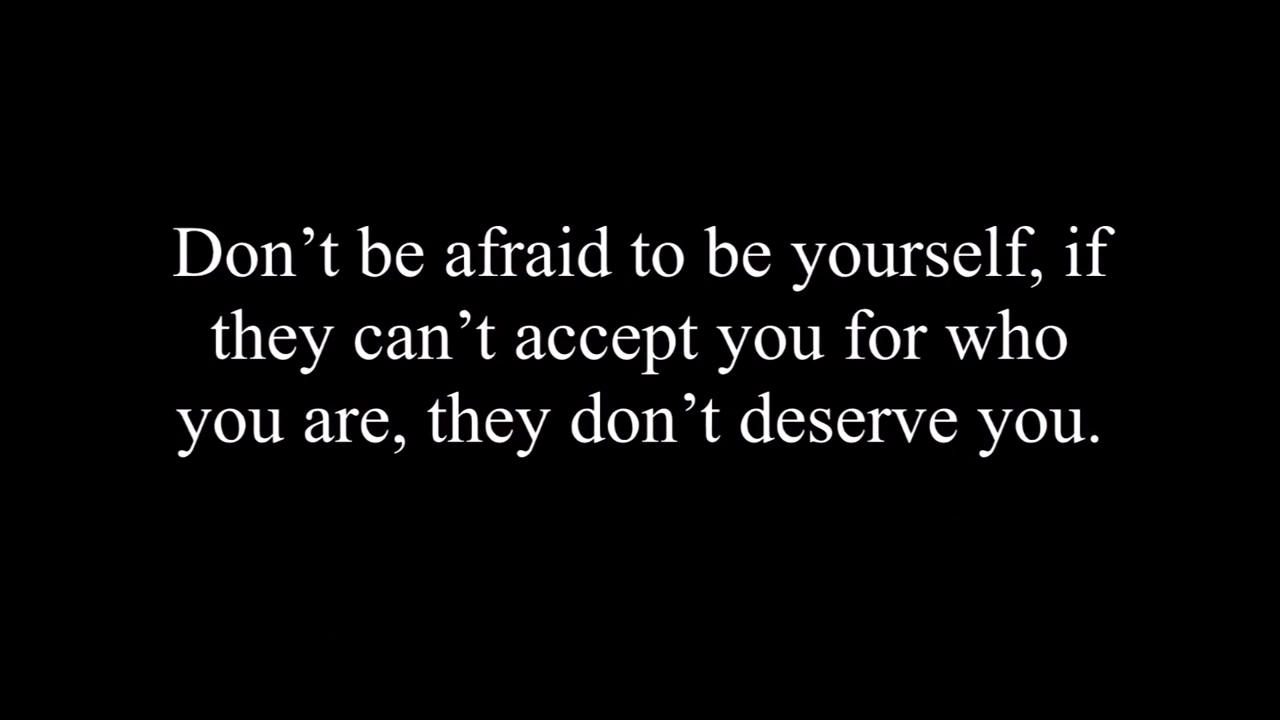 Don’t be afraid to be yourself, if
they can’t accept you for who
you are, they don’t deserve you.